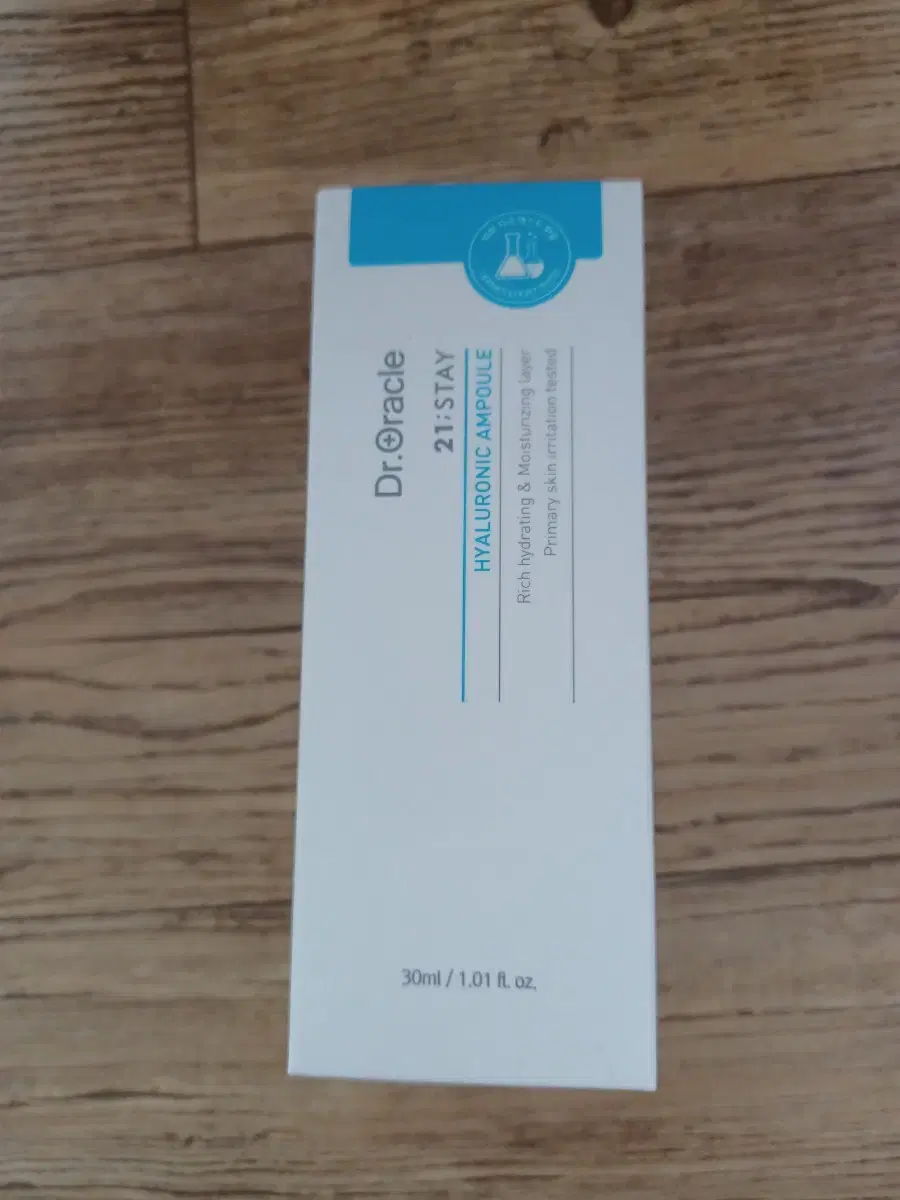 Dr.Oracle
21;STAY
HYALURONIC AMPOULE
Rich hydrating & Moisturizing layer
Primary skin irritation tested
30ml / 1.01 fl. oz.